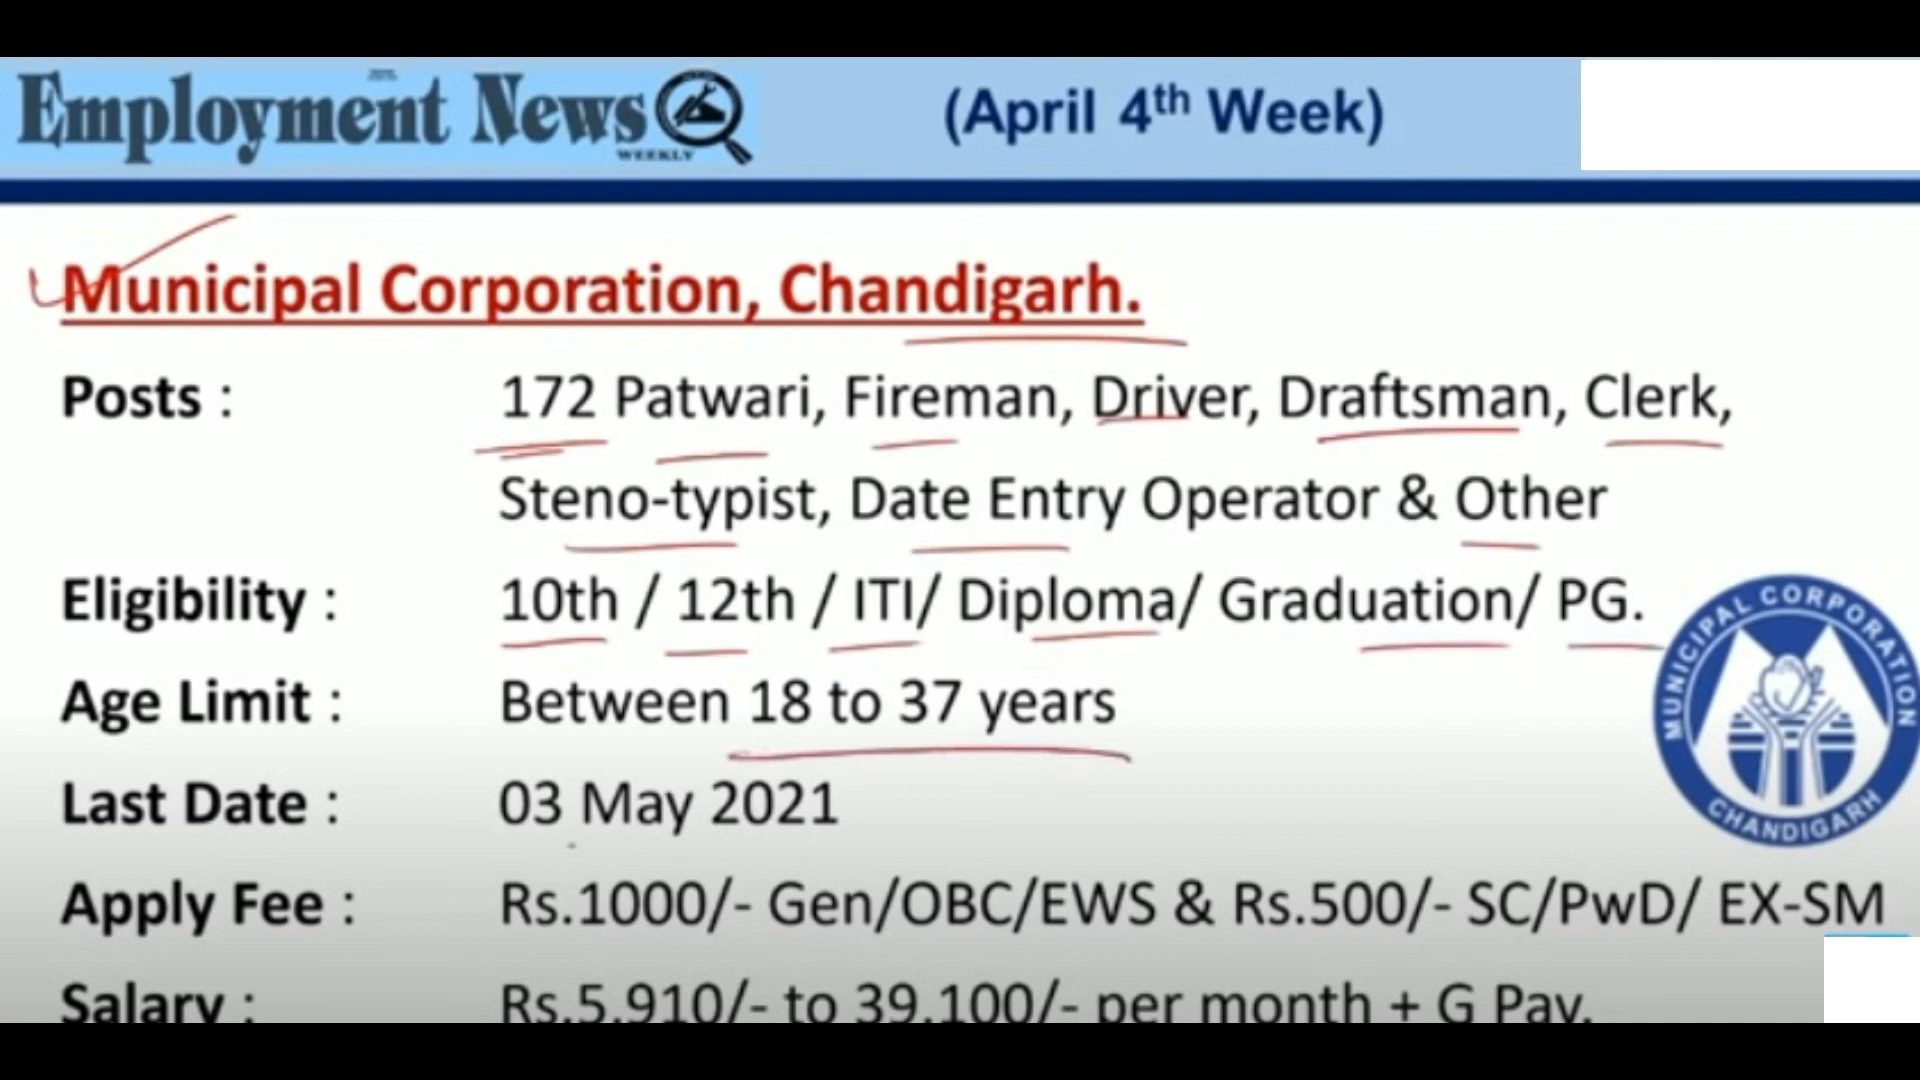 Employment News
WEEKLY
(April 4th Week)
Municipal Corporation, Chandigarh.
Posts : 172 Patwari, Fireman, Driver, Draftsman, Clerk,
Steno-typist, Date Entry Operator & Other
Eligibility : 10th / 12th / ITI/ Diploma/ Graduation/ PG.
Age Limit : Between 18 to 37 years
Last Date : 03 May 2021
Apply Fee : Rs.1000/- Gen/OBC/EWS & Rs.500/- SC/PwD/ EX-SM
Salary : Rs.5,910/- to 39,100/- per month + G Pay.
MUNICIPAL CORPORATION
CHANDIGARH